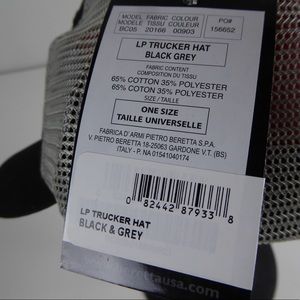 MODEL FABRIC COLOUR PO#
MODÈLE TISSU COULEUR
BC05 20166 00903 156652
LP TRUCKER HAT
BLACK GREY
FABRIC CONTENT
COMPOSITION DU TISSU
65% COTTON 35% POLYESTER
65% COTON 35% POLYESTER
SIZE / TAILLE
ONE SIZE
TAILLE UNIVERSELLE
FABRICA D'ARMI PIETRO BERETTA S.P.A.
V. PIETRO BERETTA 18-25063 GARDONE V.T. (BS)
ITALY - P. NA 01541040174
0 82442 87933 8
LP TRUCKER HAT
BLACK & GREY